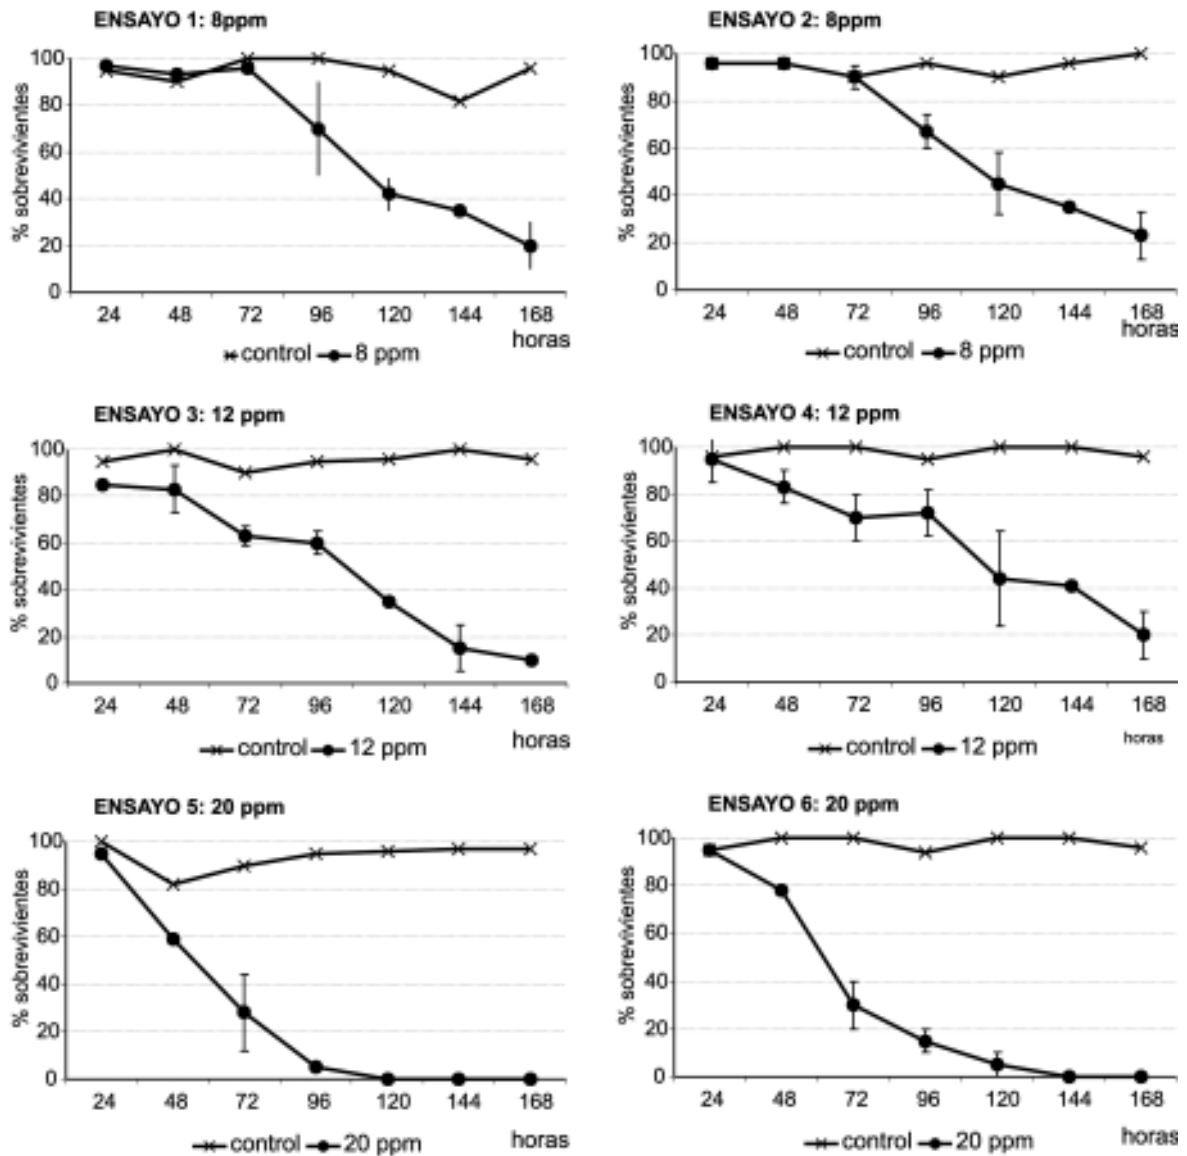 ENSAYO 1: 8ppm
% sobrevivientes
100
80
60
40
20
0
24 48 72 96 120 144 168
horas
control 8 ppm
ENSAYO 2: 8ppm
% sobrevivientes
100
80
60
40
20
0
24 48 72 96 120 144 168
horas
control 8 ppm
ENSAYO 3: 12 ppm
% sobrevivientes
100
80
60
40
20
0
24 48 72 96 120 144 168
horas
control 12 ppm
ENSAYO 4: 12 ppm
% sobrevivientes
100
80
60
40
20
0
24 48 72 96 120 144 168
horas
control 12 ppm
ENSAYO 5: 20 ppm
% sobrevivientes
100
80
60
40
20
0
24 48 72 96 120 144 168
horas
control 20 ppm
ENSAYO 6: 20 ppm
% sobrevivientes
100
80
60
40
20
0
24 48 72 96 120 144 168
horas
control 20 ppm